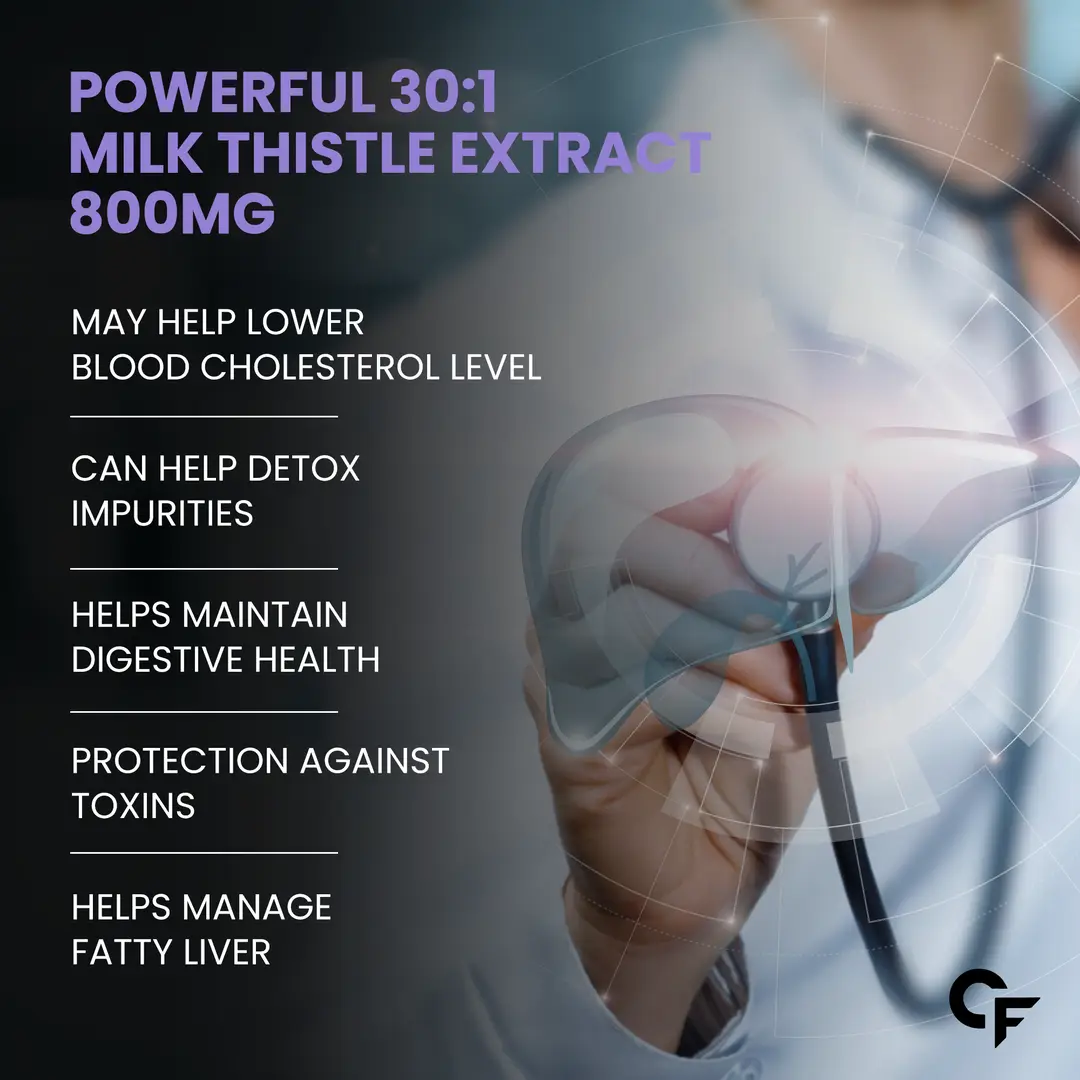 POWERFUL 30:1
MILK THISTLE EXTRACT
800MG
MAY HELP LOWER
BLOOD CHOLESTEROL LEVEL
CAN HELP DETOX
IMPURITIES
HELPS MAINTAIN
DIGESTIVE HEALTH
PROTECTION AGAINST
TOXINS
HELPS MANAGE
FATTY LIVER
CF